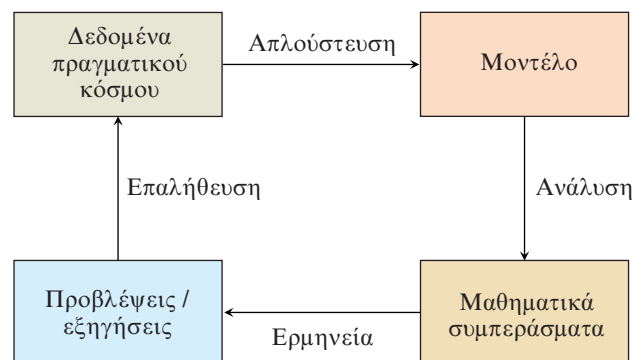 Δεδομένα
πραγματικού
κόσμου
Απλούστευση
Μοντέλο
Επαλήθευση
Ανάλυση
Προβλέψεις /
εξηγήσεις
Ερμηνεία
Μαθηματικά
συμπεράσματα